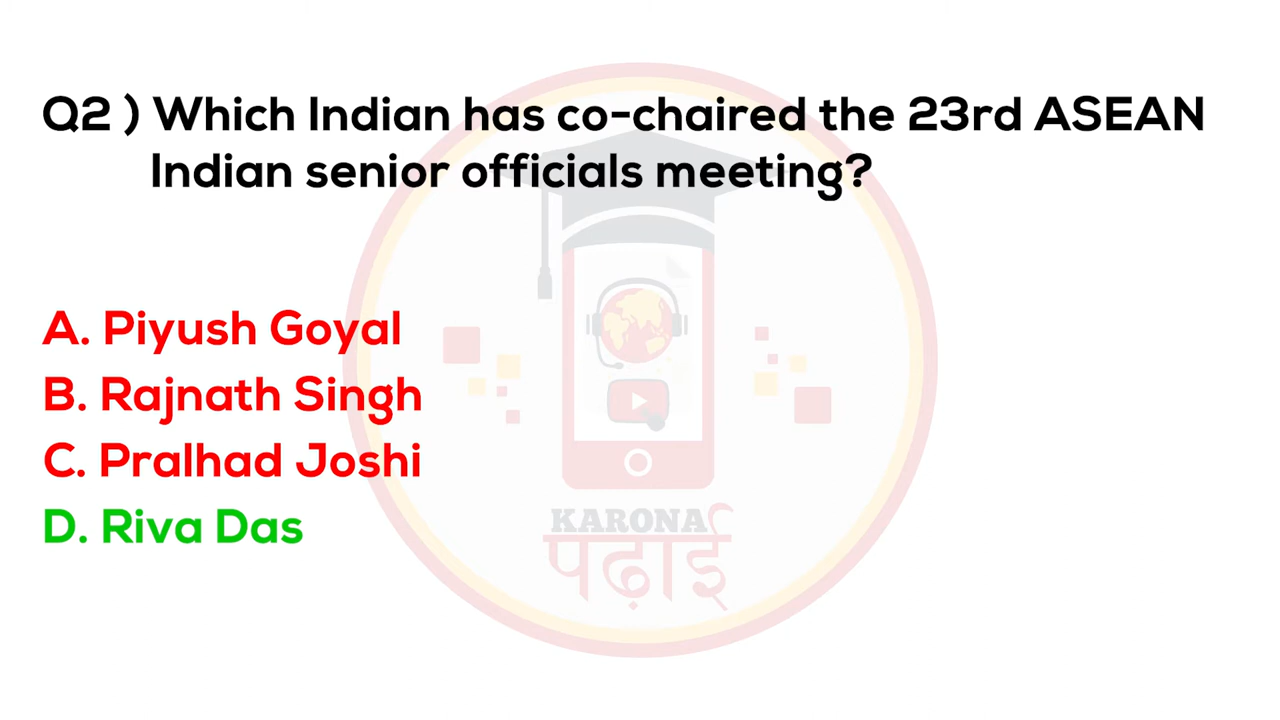 Q2 ) Which Indian has co-chaired the 23rd ASEAN
Indian senior officials meeting?
A. Piyush Goyal
B. Rajnath Singh
C. Pralhad Joshi
D. Riva Das
KARONA
पढ़ाई